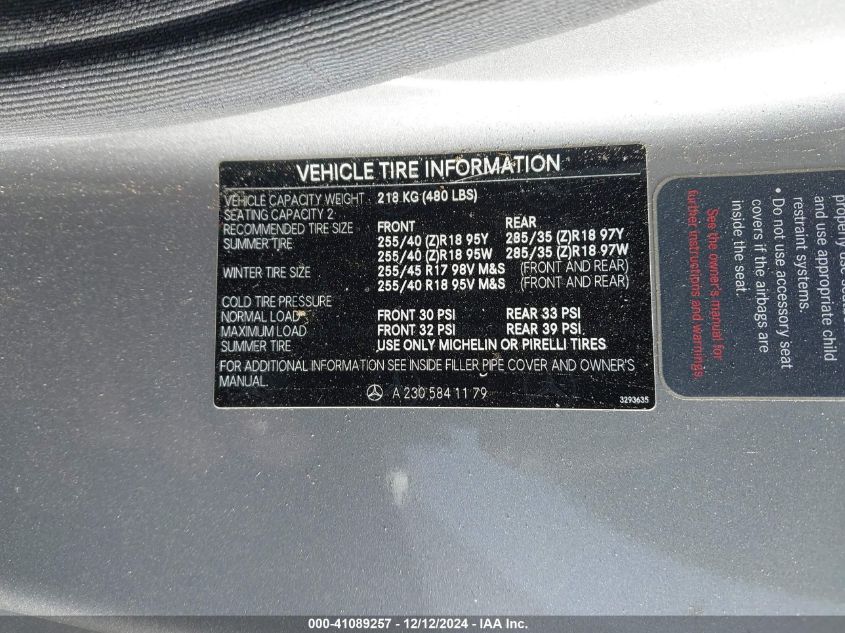 VEHICLE TIRE INFORMATION
VEHICLE CAPACITY WEIGHT 218 KG (480 LBS)
SEATING CAPACITY 2
RECOMMENDED TIRE SIZE FRONT REAR
SUMMER TIRE 255/40 (Z)R18 95Y 285/35 (Z)R18 97Y
255/40 (Z)R18 95W 285/35 (Z)R18 97W
WINTER TIRE SIZE 255/45 R17 98V M&S (FRONT AND REAR)
255/40 R18 95V M&S (FRONT AND REAR)
COLD TIRE PRESSURE
NORMAL LOAD FRONT 30 PSI REAR 33 PSI
MAXIMUM LOAD FRONT 32 PSI REAR 39 PSI
SUMMER TIRE USE ONLY MICHELIN OR PIRELLI TIRES
FOR ADDITIONAL INFORMATION SEE INSIDE FILLER PIPE COVER AND OWNER'S
MANUAL.
A 230 584 11 79
3293635
properly use
and use appropriate child
restraint systems.
• Do not use accessory seat
covers if the airbags are
inside the seat.
See the owner's manual for
further instructions and warnings.
000-41089257 - 12/12/2024 - IAA Inc.